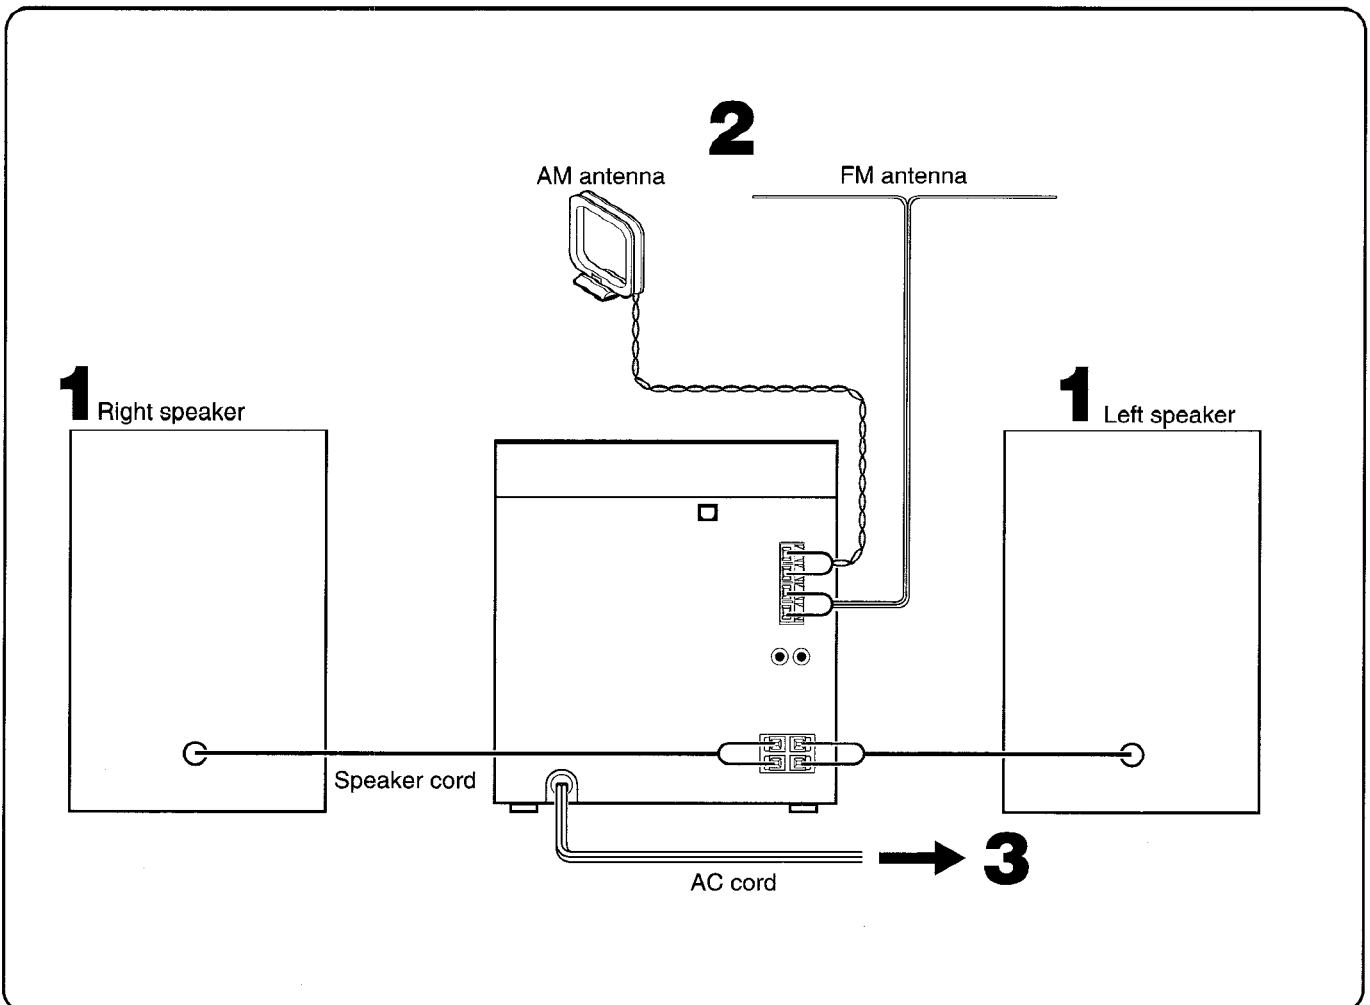 2
AM antenna
FM antenna
1 Right speaker
1 Left speaker
Speaker cord
3
AC cord